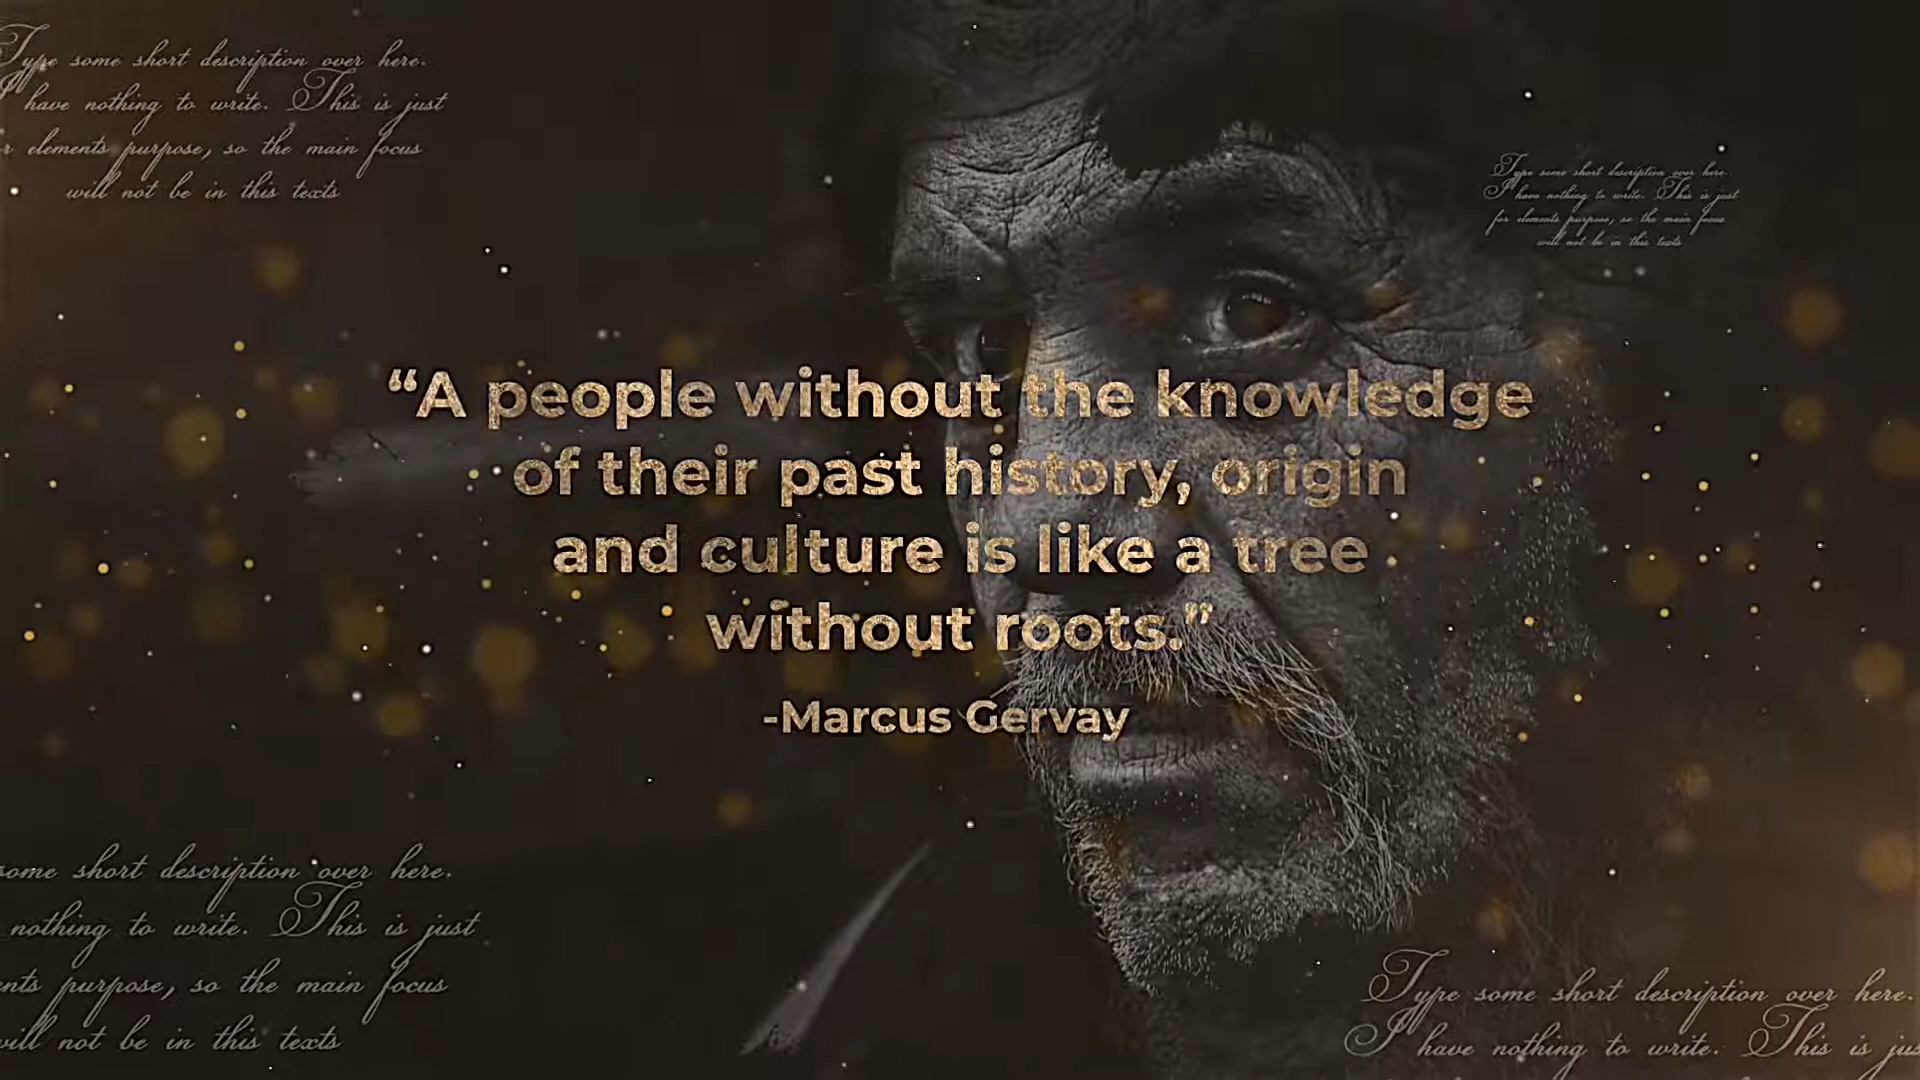 Type some short description over here.
I have nothing to write. This is just
r elements purpose, so the main focus
will not be in this texts
Type some short description over here.
I have nothing to write. This is just
for elements purpose, so the main focus
will not be in this texts
“A people without the knowledge
of their past history, origin
and culture is like a tree
without roots.”
-Marcus Gervay
some short description over here.
nothing to write. This is just
nts purpose, so the main focus
will not be in this texts
Type some short description over here.
I have nothing to write. This is jus